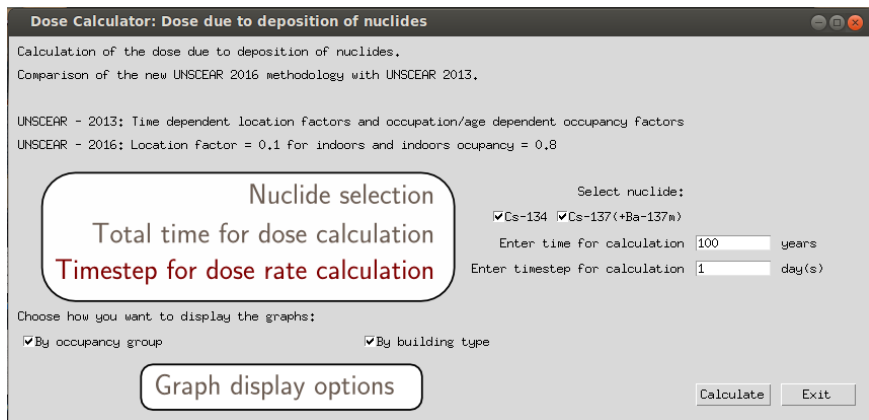 Dose Calculator: Dose due to deposition of nuclides
Calculation of the dose due to deposition of nuclides.
Comparison of the new UNSCEAR 2016 methodology with UNSCEAR 2013.
UNSCEAR - 2013: Time dependent location factors and occupation/age dependent occupancy factors
UNSCEAR - 2016: Location factor = 0.1 for indoors and indoors ocupancy = 0.8
Nuclide selection
Total time for dose calculation
Timestep for dose rate calculation
Select nuclide:
Cs-134 Cs-137(+Ba-137m)
Enter time for calculation 100 years
Enter timestep for calculation 1 day(s)
Choose how you want to display the graphs:
By occupancy group By building type
Graph display options
Calculate Exit